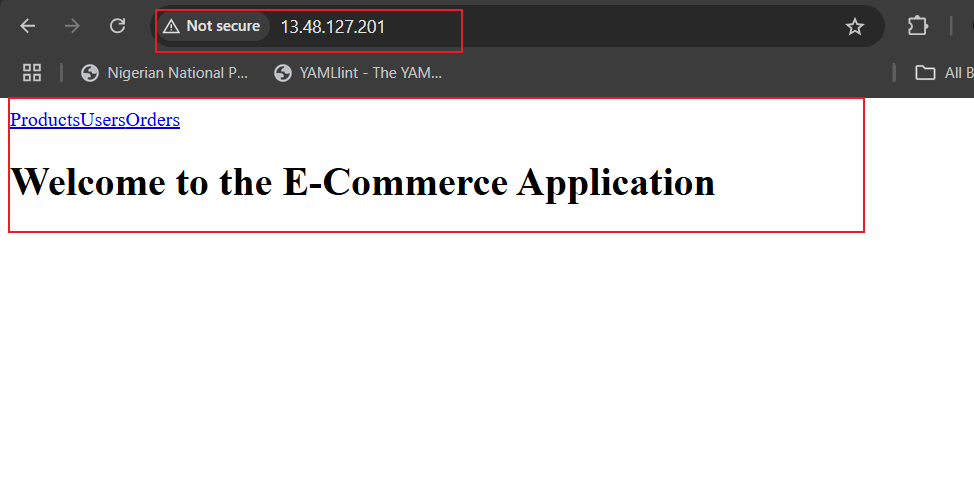 Not secure 13.48.127.201
Nigerian National P... YAMLlint - The YAM... All B
ProductsUsersOrders
Welcome to the E-Commerce Application